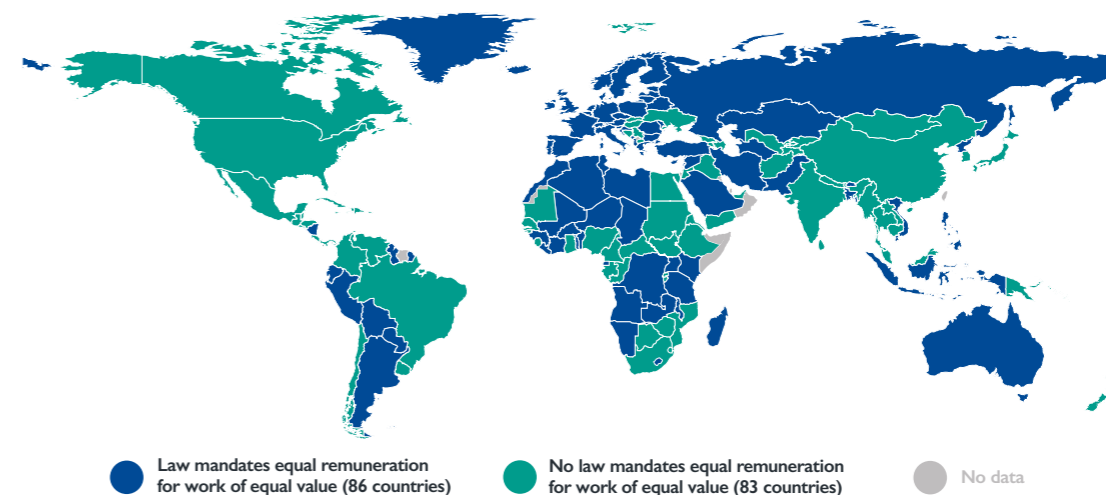 Law mandates equal remuneration
for work of equal value (86 countries)
No law mandates equal remuneration
for work of equal value (83 countries)
No data